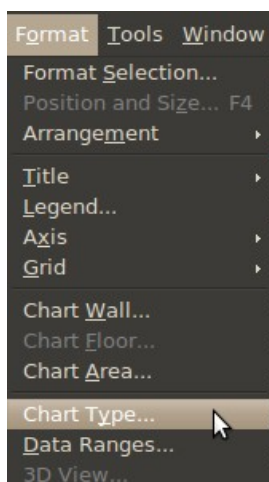 Format Tools Window
Format Selection...
Position and Size... F4
Arrangement
Title
Legend...
Axis
Grid
Chart Wall...
Chart Floor...
Chart Area...
Chart Type...
Data Ranges...
3D View...